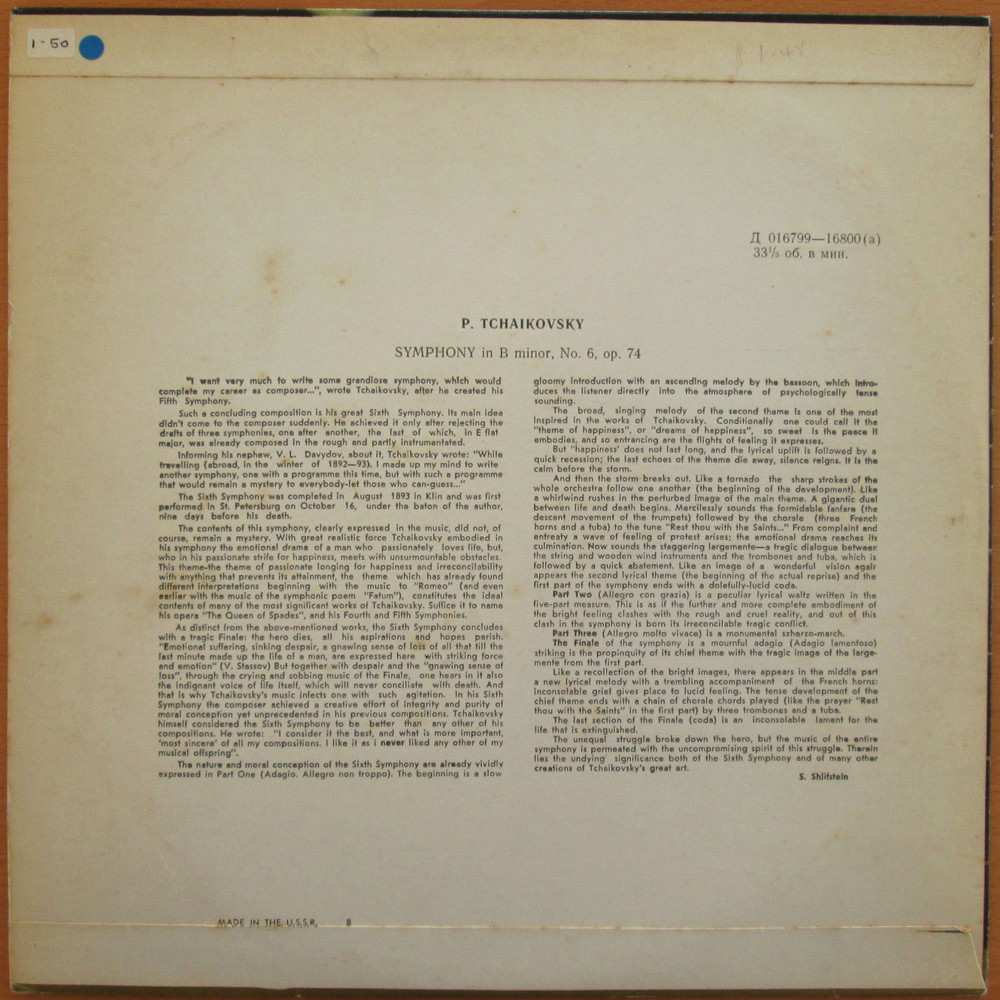 1-50
Д 016799—16800(а)
33⅓ об. в мин.
P. TCHAIKOVSKY
SYMPHONY in B minor, No. 6, op. 74
"I want very much to write some grandiose symphony, which would
complete my career as composer...", wrote Tchaikovsky, after he created his
Fifth Symphony.
Such a concluding composition is his great Sixth Symphony. Its main idea
didn't come to the composer suddenly. He achieved it only after rejecting the
drafts of three symphonies, one after another, the last of which, in E flat
major, was already composed in the rough and partly instrumentated.
Informing his nephew, V. L. Davydov, about it, Tchaikovsky wrote: "While
travelling (abroad, in the winter of 1892—93). I made up my mind to write
another symphony, one with a programme this time, but with such a programme
that would remain a mystery to everybody-let those who can-guess..."
The Sixth Symphony was completed in August 1893 in Klin and was first
performed in St. Petersburg on October 16, under the baton of the author,
nine days before his death.
The contents of this symphony, clearly expressed in the music, did not, of
course, remain a mystery. With great realistic force Tchaikovsky embodied in
his symphony the emotional drama of a man who passionately loves life, but,
who in his passionate strife for happiness, meets with unsurmountable obstacles.
This theme-the theme of passionate longing for happiness and irreconcilability
with anything that prevents its attainment, the theme which has already found
different interpretations beginning with the music to "Romeo" (and even
earlier with the music of the symphonic poem "Fatum"), constitutes the ideal
contents of many of the most significant works of Tchaikovsky. Suffice it to name
his opera "The Queen of Spades", and his Fourth and Fifth Symphonies.
As distinct from the above-mentioned works, the Sixth Symphony concludes
with a tragic Finale: the hero dies, all his aspirations and hopes perish.
"Emotional suffering, sinking despair, a gnawing sense of loss of all that till the
last minute made up the life of a man, are expressed here with striking force
and emotion" (V. Stassov) But together with despair and the "gnawing sense of
loss", through the crying and sobbing music of the Finale, one hears in it also
the indignant voice of life itself, which will never conciliate with death. And
that is why Tchaikovsky's music infects one with such agitation. In his Sixth
Symphony the composer achieved a creative effort of integrity and purity of
moral conception yet unprecedented in his previous compositions. Tchaikovsky
himself considered the Sixth Symphony to be better than any other of his
compositions. He wrote: "I consider it the best, and what is more important,
'most sincere' of all my compositions. I like it as i never liked any other of my
musical offspring".
The nature and moral conception of the Sixth Symphony are already vividly
expressed in Part One (Adagio. Allegro non troppo). The beginning is a slow
gloomy introduction with an ascending melody by the bassoon, which intro-
duces the listener directly into the atmosphere of psychologically tense
sounding.
The broad, singing melody of the second theme is one of the most
inspired in the works of Tchaikovsky. Conditionally one could call it the
"theme of happiness", or "dreams of happiness", so sweet is the peace it
embodies, and so entrancing are the flights of feeling it expresses.
But "happiness' does not last long, and the lyrical uplift is followed by a
quick recession; the last echoes of the theme die away, silence reigns. It is the
calm before the storm.
And then the storm breaks out. Like a tornado the sharp strokes of the
whole orchestra follow one another (the beginning of the development). Like
a whirlwind rushes in the perturbed image of the main theme. A gigantic duel
between life and death begins. Mercilessly sounds the formidable fanfare (the
descent movement of the trumpets) followed by the chorale (three French
horns and a tuba) to the tune "Rest thou with the Saints..." From complaint and
entreaty a wave of feeling of protest arises; the emotional drama reaches its
culmination. Now sounds the staggering largemente—a tragic dialogue between
the string and wooden wind instruments and the trombones and tuba, which is
followed by a quick abatement. Like an image of a wonderful vision again
appears the second lyrical theme (the beginning of the actual reprise) and the
first part of the symphony ends with a dolefully-lucid coda.
Part Two (Allegro con grazia) is a peculiar lyrical waltz written in the
five-part measure. This is as if the further and more complete embodiment of
the bright feeling clashes with the rough and cruel reality, and out of this
clash in the symphony is born its irreconcilable tragic conflict.
Part Three (Allegro molto vivace) is a monumental scherzo-march.
The Finale of the symphony is a mournful adagio (Adagio lamentoso)
striking is the propinquity of its chief theme with the tragic image of the large-
mente from the first part.
Like a recollection of the bright images, there appears in the middle part
a new lyrical melody with a trembling accompaniment of the French horns:
inconsolable grief gives place to lucid feeling. The tense development of the
chief theme ends with a chain of chorale chords played (like the prayer "Rest
thou with the Saints" in the first part) by three trombones and a tuba.
The last section of the Finale (coda) is an inconsolable lament for the
life that is extinguished.
The unequal struggle broke down the hero, but the music of the entire
symphony is permeated with the uncompromising spirit of this struggle. Therein
lies the undying significance both of the Sixth Symphony and of many other
creations of Tchaikovsky's great art.
S. Shlifstein
MADE IN THE U.S.S.R. 8